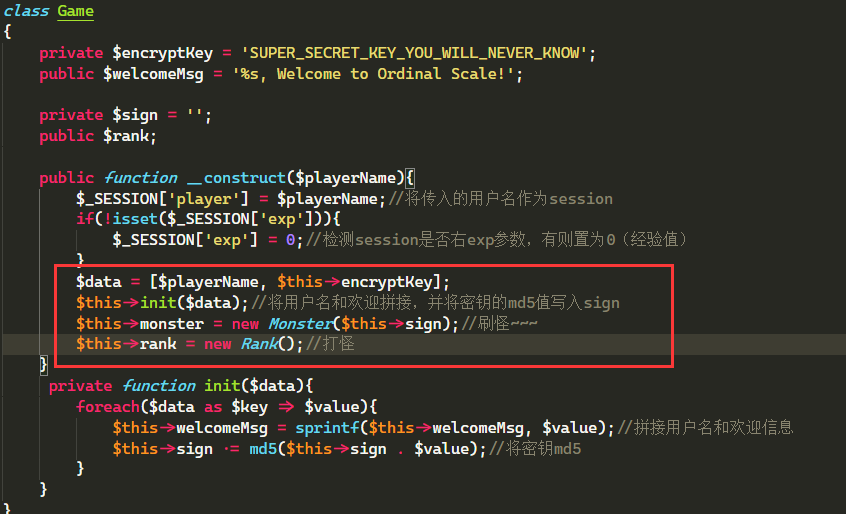 class Game
{
    private $encryptKey = 'SUPER_SECRET_KEY_YOU_WILL_NEVER_KNOW';
    public $welcomeMsg = '%s, Welcome to Ordinal Scale!';
    private $sign = '';
    public $rank;
    public function __construct($playerName){
        $_SESSION['player'] = $playerName;//将传入的用户名作为session
        if(!isset($_SESSION['exp'])){
            $_SESSION['exp'] = 0;//检测session是否右exp参数，有则置为0（经验值）
        }
        $data = [$playerName, $this->encryptKey];
        $this->init($data);//将用户名和欢迎拼接，并将密钥的md5值写入sign
        $this->monster = new Monster($this->sign);//刷怪~~~
        $this->rank = new Rank();//打怪
    }
     private function init($data){
        foreach($data as $key => $value){
            $this->welcomeMsg = sprintf($this->welcomeMsg, $value);//拼接用户名和欢迎信息
            $this->sign .= md5($this->sign . $value);//将密钥md5
        }
    }
}